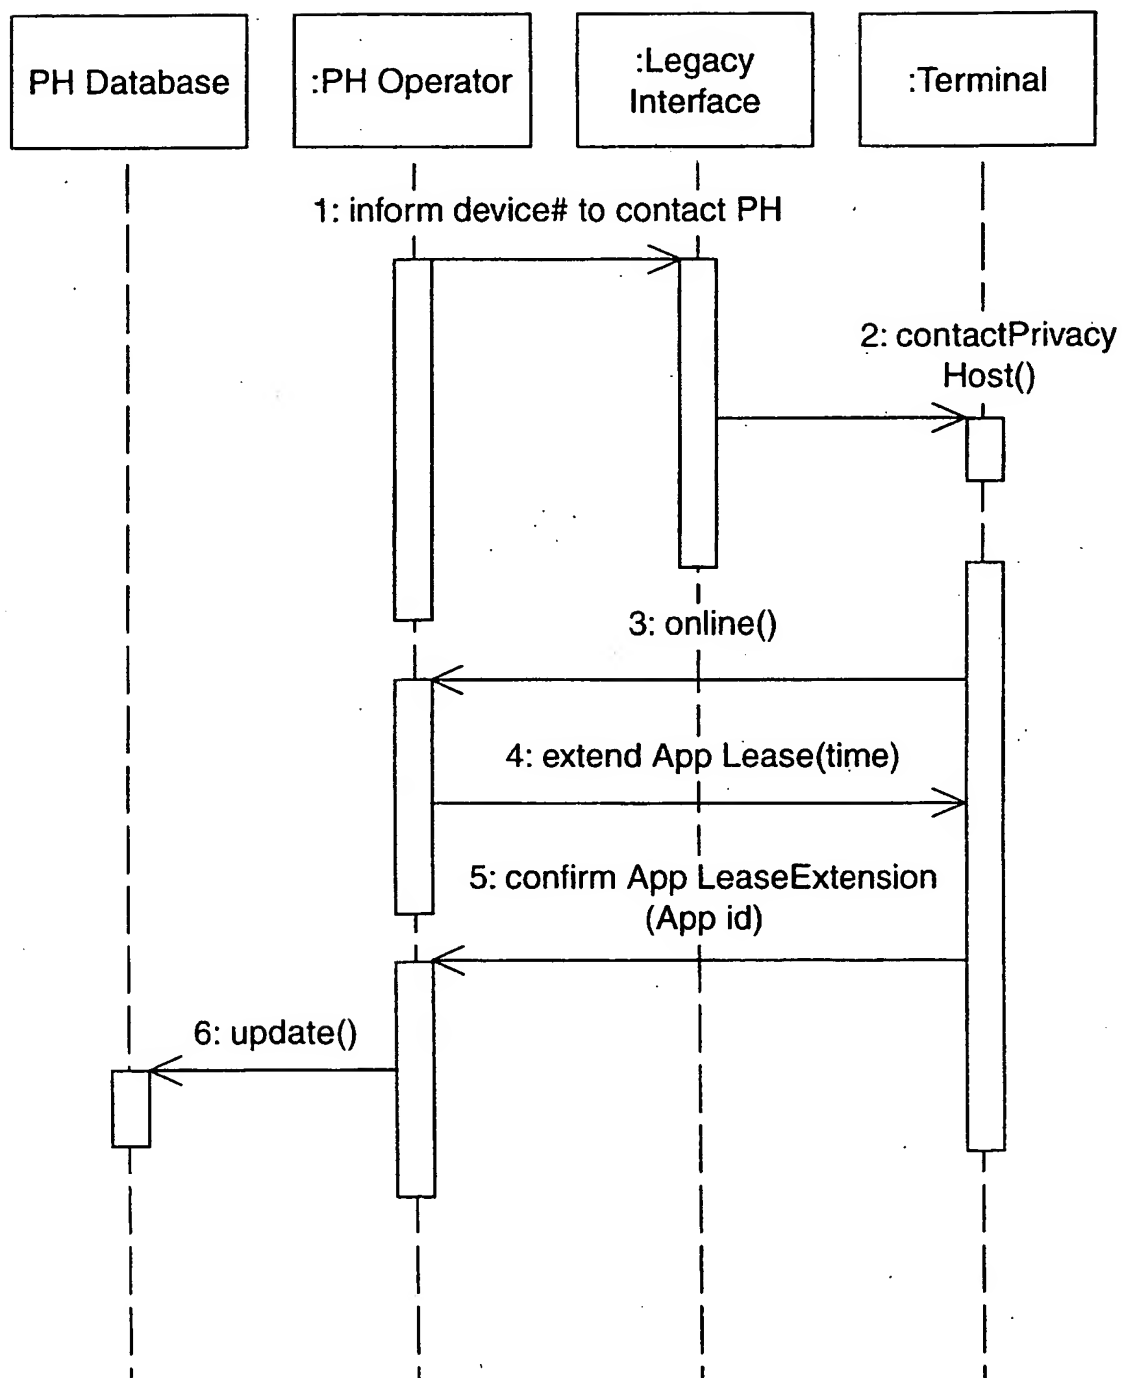 PH Database
:PH Operator
:Legacy
Interface
:Terminal
1: inform device# to contact PH
2: contactPrivacy
Host()
3: online()
4: extend App Lease(time)
5: confirm App LeaseExtension
(App id)
6: update()